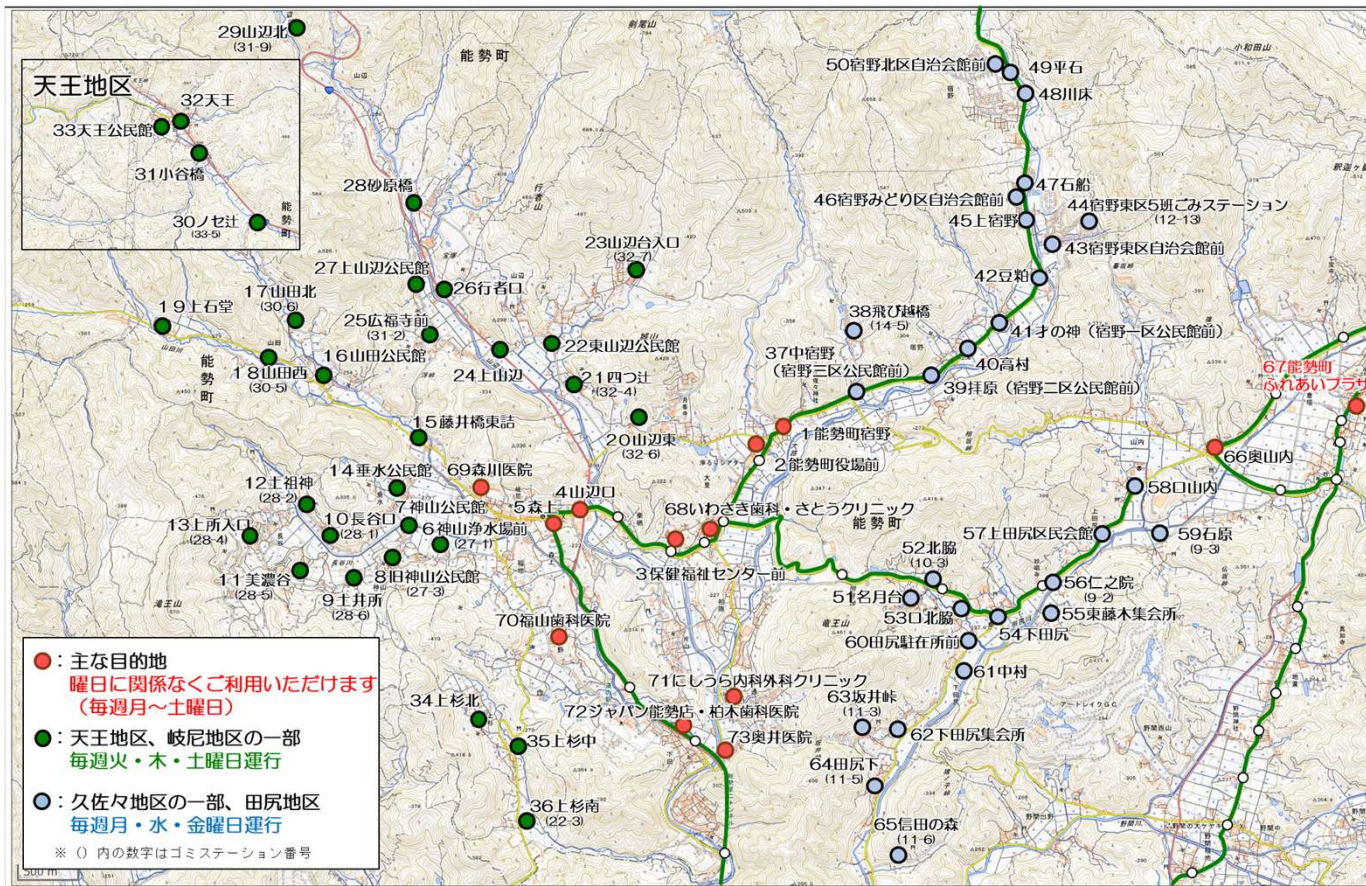 29山辺北
(31-9)
能勢町
剣尾山
小和田山
50宿野北区自治会館前
49平石
48川床
天王地区
32天王
33天王公民館
31小谷橋
30ノセ辻
(33-5)
能勢町
28砂原橋
行者山
47石船
46宿野みどり区自治会館前
44宿野東区5班ごみステーション
(12-13)
45上宿野
43宿野東区自治会館前
23山辺台入口
(32-7)
27上山辺公民館
26行者口
42豆粕
17山田北
(30-6)
19上石堂
25広福寺前
(31-2)
38飛び越橋
(14-5)
41才の神(宿野一区公民館前)
能勢町
16山田公民館
22東山辺公民館
37中宿野
(宿野三区公民館前)
40高村
18山田西
(30-5)
24上山辺
21四つ辻
(32-4)
39拝原(宿野二区公民館前)
67能勢町
ふれあいプラザ
15藤井橋東詰
20山辺東
(32-6)
1能勢町宿野
2能勢町役場前
66奥山内
14垂水公民館
69森川医院
12土祖神
(28-2)
4山辺口
58口山内
7神山公民館
5森上
68いわさき歯科・さとうクリニック
能勢町
13上所入口
(28-4)
10長谷口
(28-1)
6神山浄水場前
(27-1)
57上田尻区民会館
59石原
(9-3)
11美濃谷
(28-5)
8旧神山公民館
(27-3)
3保健福祉センター前
52北脇
(10-3)
9土井所
(28-6)
51名月台
56仁之院
(9-2)
滝王山
竜王山
53口北脇
55東藤木集会所
54下田尻
70福山歯科医院
60田尻駐在所前
61中村
71にしうら内科外科クリニック
34上杉北
72ジャパン能勢店・柏木歯科医院
63坂井峠
(11-3)
アートレイクGC
35上杉中
73奥井医院
62下田尻集会所
64田尻下
(11-5)
36上杉南
(22-3)
65信田の森
(11-6)
:主な目的地
曜日に関係なくご利用いただけます
(毎週月~土曜日)
:天王地区、岐尼地区の一部
毎週火・木・土曜日運行
:久佐々地区の一部、田尻地区
毎週月・水・金曜日運行
※ () 内の数字はゴミステーション番号
500 m